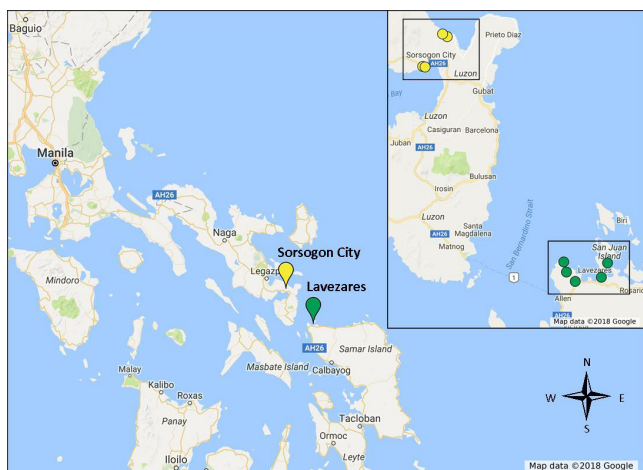 Baguio
Manila
AH26
Naga
Sorsogon City
Legazp
Lavezares
Mindoro
AH26
Samar Island
Calbayog
Masbate Island
Malay
Kalibo
Roxas
Panay
Tacloban
Ormoc
Iloilo
Leyte
Prieto Diaz
Sorsogon City
AH26
Luzon
Bay
Gubat
Luzon
Casiguran
Barcelona
Juban
AH26
Bulusan
Irosin
Luzon
Santa
Magdalena
Matnog
San Bernardino Strait
1
Biri
San Juan
Island
Lavezares
Rosario
Allen
AH26
Map data ©2018 Google
N
W
E
S
Map data ©2018 Google